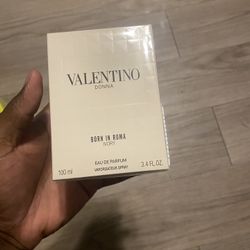 VALENTINO
DONNA
BORN IN ROMA
IVORY
EAU DE PARFUM
VAPORISATEUR SPRAY
100 ml
3.4 FL.OZ.